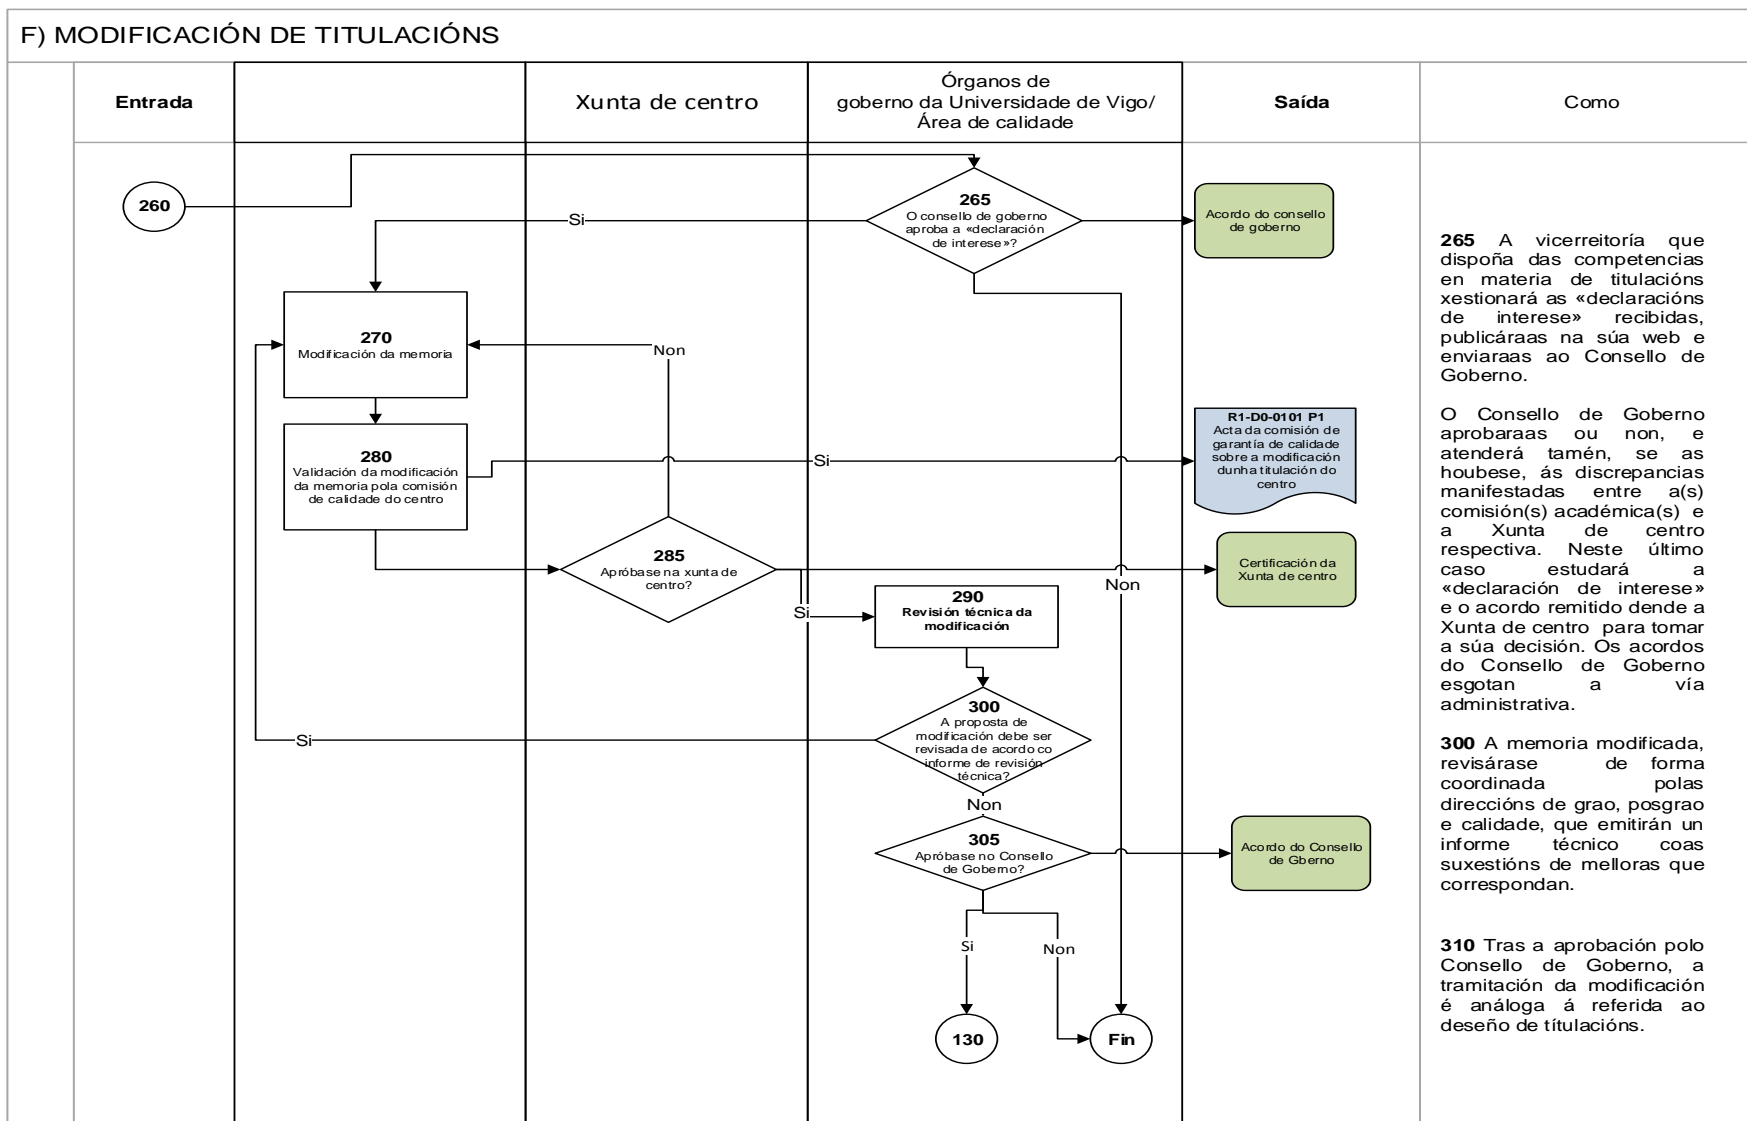 F) MODIFICACIÓN DE TITULACIÓNS
Entrada
Xunta de centro
Órganos de
goberno da Universidade de Vigo/
Área de calidade
Saída
Como
260
265
O consello de goberno
aproba a «declaración
de interese»?
Si
Acordo do consello
de goberno
270
Modificación da memoria
Non
280
Validación da modificación
da memoria pola comisión
de calidade do centro
Si
R1-D0-0101 P1
Acta da comisión de
garantía de calidade
sobre a modificación
dunha titulación do
centro
285
Apróbase na xunta de
centro?
Certificación da
Xunta de centro
Si
Non
290
Revisión técnica da
modificación
300
A proposta de
modificación debe ser
revisada de acordo co
informe de revisión
técnica?
Si
Non
305
Apróbase no Consello
de Goberno?
Acordo do Consello
de Gberno
Si
Non
130
Fin
265 A vicerreitoría que
dispoña das competencias
en materia de titulacións
xestionará as «declaracións
de interese» recibidas,
publicáraas na súa web e
enviaraas ao Consello de
Goberno.
O Consello de Goberno
aprobaraas ou non, e
atenderá tamén, se as
houbese, ás discrepancias
manifestadas entre a(s)
comisión(s) académica(s) e
a Xunta de centro
respectiva. Neste último
caso estudará a
«declaración de interese»
e o acordo remitido dende a
Xunta de centro para tomar
a súa decisión. Os acordos
do Consello de Goberno
esgotan a vía
administrativa.
300 A memoria modificada,
revisárase de forma
coordinada polas
direccións de grao, posgrao
e calidade, que emitirán un
informe técnico coas
suxestións de melloras que
correspondan.
310 Tras a aprobación polo
Consello de Goberno, a
tramitación da modificación
é análoga á referida ao
deseño de títulacións.